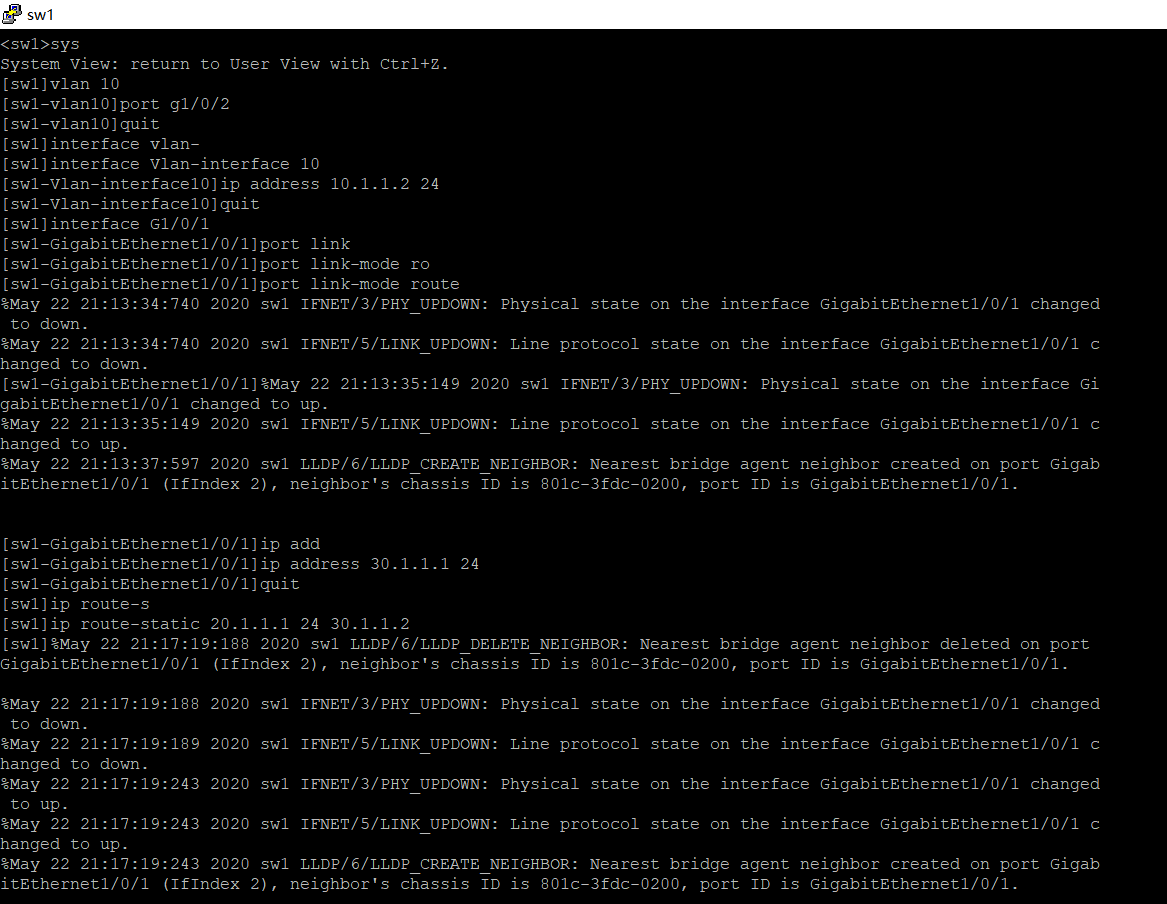 sw1
<sw1>sys
System View: return to User View with Ctrl+Z.
[sw1]vlan 10
[sw1-vlan10]port g1/0/2
[sw1-vlan10]quit
[sw1]interface vlan-
[sw1]interface Vlan-interface 10
[sw1-Vlan-interface10]ip address 10.1.1.2 24
[sw1-Vlan-interface10]quit
[sw1]interface G1/0/1
[sw1-GigabitEthernet1/0/1]port link
[sw1-GigabitEthernet1/0/1]port link-mode ro
[sw1-GigabitEthernet1/0/1]port link-mode route
%May 22 21:13:34:740 2020 sw1 IFNET/3/PHY_UPDOWN: Physical state on the interface GigabitEthernet1/0/1 changed
 to down.
%May 22 21:13:34:740 2020 sw1 IFNET/5/LINK_UPDOWN: Line protocol state on the interface GigabitEthernet1/0/1 c
hanged to down.
[sw1-GigabitEthernet1/0/1]%May 22 21:13:35:149 2020 sw1 IFNET/3/PHY_UPDOWN: Physical state on the interface Gi
gabitEthernet1/0/1 changed to up.
%May 22 21:13:35:149 2020 sw1 IFNET/5/LINK_UPDOWN: Line protocol state on the interface GigabitEthernet1/0/1 c
hanged to up.
%May 22 21:13:37:597 2020 sw1 LLDP/6/LLDP_CREATE_NEIGHBOR: Nearest bridge agent neighbor created on port Gigab
itEthernet1/0/1 (IfIndex 2), neighbor's chassis ID is 801c-3fdc-0200, port ID is GigabitEthernet1/0/1.
[sw1-GigabitEthernet1/0/1]ip add
[sw1-GigabitEthernet1/0/1]ip address 30.1.1.1 24
[sw1-GigabitEthernet1/0/1]quit
[sw1]ip route-s
[sw1]ip route-static 20.1.1.1 24 30.1.1.2
[sw1]%May 22 21:17:19:188 2020 sw1 LLDP/6/LLDP_DELETE_NEIGHBOR: Nearest bridge agent neighbor deleted on port
GigabitEthernet1/0/1 (IfIndex 2), neighbor's chassis ID is 801c-3fdc-0200, port ID is GigabitEthernet1/0/1.
%May 22 21:17:19:188 2020 sw1 IFNET/3/PHY_UPDOWN: Physical state on the interface GigabitEthernet1/0/1 changed
 to down.
%May 22 21:17:19:189 2020 sw1 IFNET/5/LINK_UPDOWN: Line protocol state on the interface GigabitEthernet1/0/1 c
hanged to down.
%May 22 21:17:19:243 2020 sw1 IFNET/3/PHY_UPDOWN: Physical state on the interface GigabitEthernet1/0/1 changed
 to up.
%May 22 21:17:19:243 2020 sw1 IFNET/5/LINK_UPDOWN: Line protocol state on the interface GigabitEthernet1/0/1 c
hanged to up.
%May 22 21:17:19:243 2020 sw1 LLDP/6/LLDP_CREATE_NEIGHBOR: Nearest bridge agent neighbor created on port Gigab
itEthernet1/0/1 (IfIndex 2), neighbor's chassis ID is 801c-3fdc-0200, port ID is GigabitEthernet1/0/1.